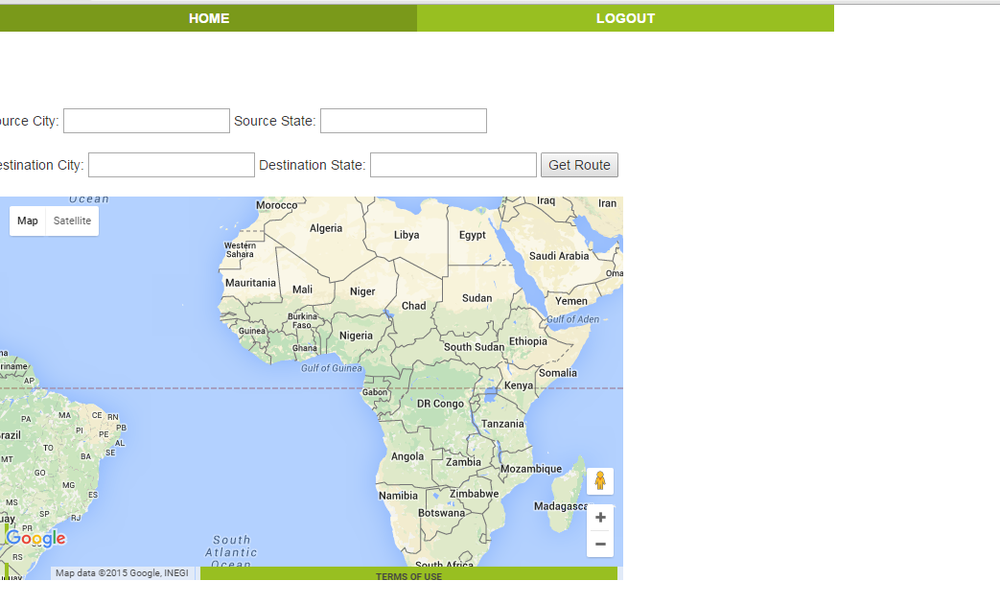 HOME LOGOUT
ource City: Source State:
estination City: Destination State: Get Route
Ocean
Map Satellite
Morocco
Algeria
Libya
Egypt
Iraq
Iran
Western
Sahara
Saudi Arabia
Oma
Mauritania
Mali
Niger
Chad
Sudan
Yemen
Gulf of Aden
Burkina
Faso
Guinea
Ghana
Nigeria
South Sudan
Ethiopia
Somalia
Gulf of Guinea
na
riname
AP
Gabon
DR Congo
Kenya
Tanzania
PA
MA
CE
RN
PB
PI
PE
AL
SE
razil
TO
BA
MT
GO
MG
ES
MS
SP
RJ
uay
PR
RS
uguay
Angola
Zambia
Mozambique
Namibia
Zimbabwe
Botswana
Madagasca
South Africa
South
Atlantic
Ocean
Google
+
−
Map data ©2015 Google, INEGI
TERMS OF USE